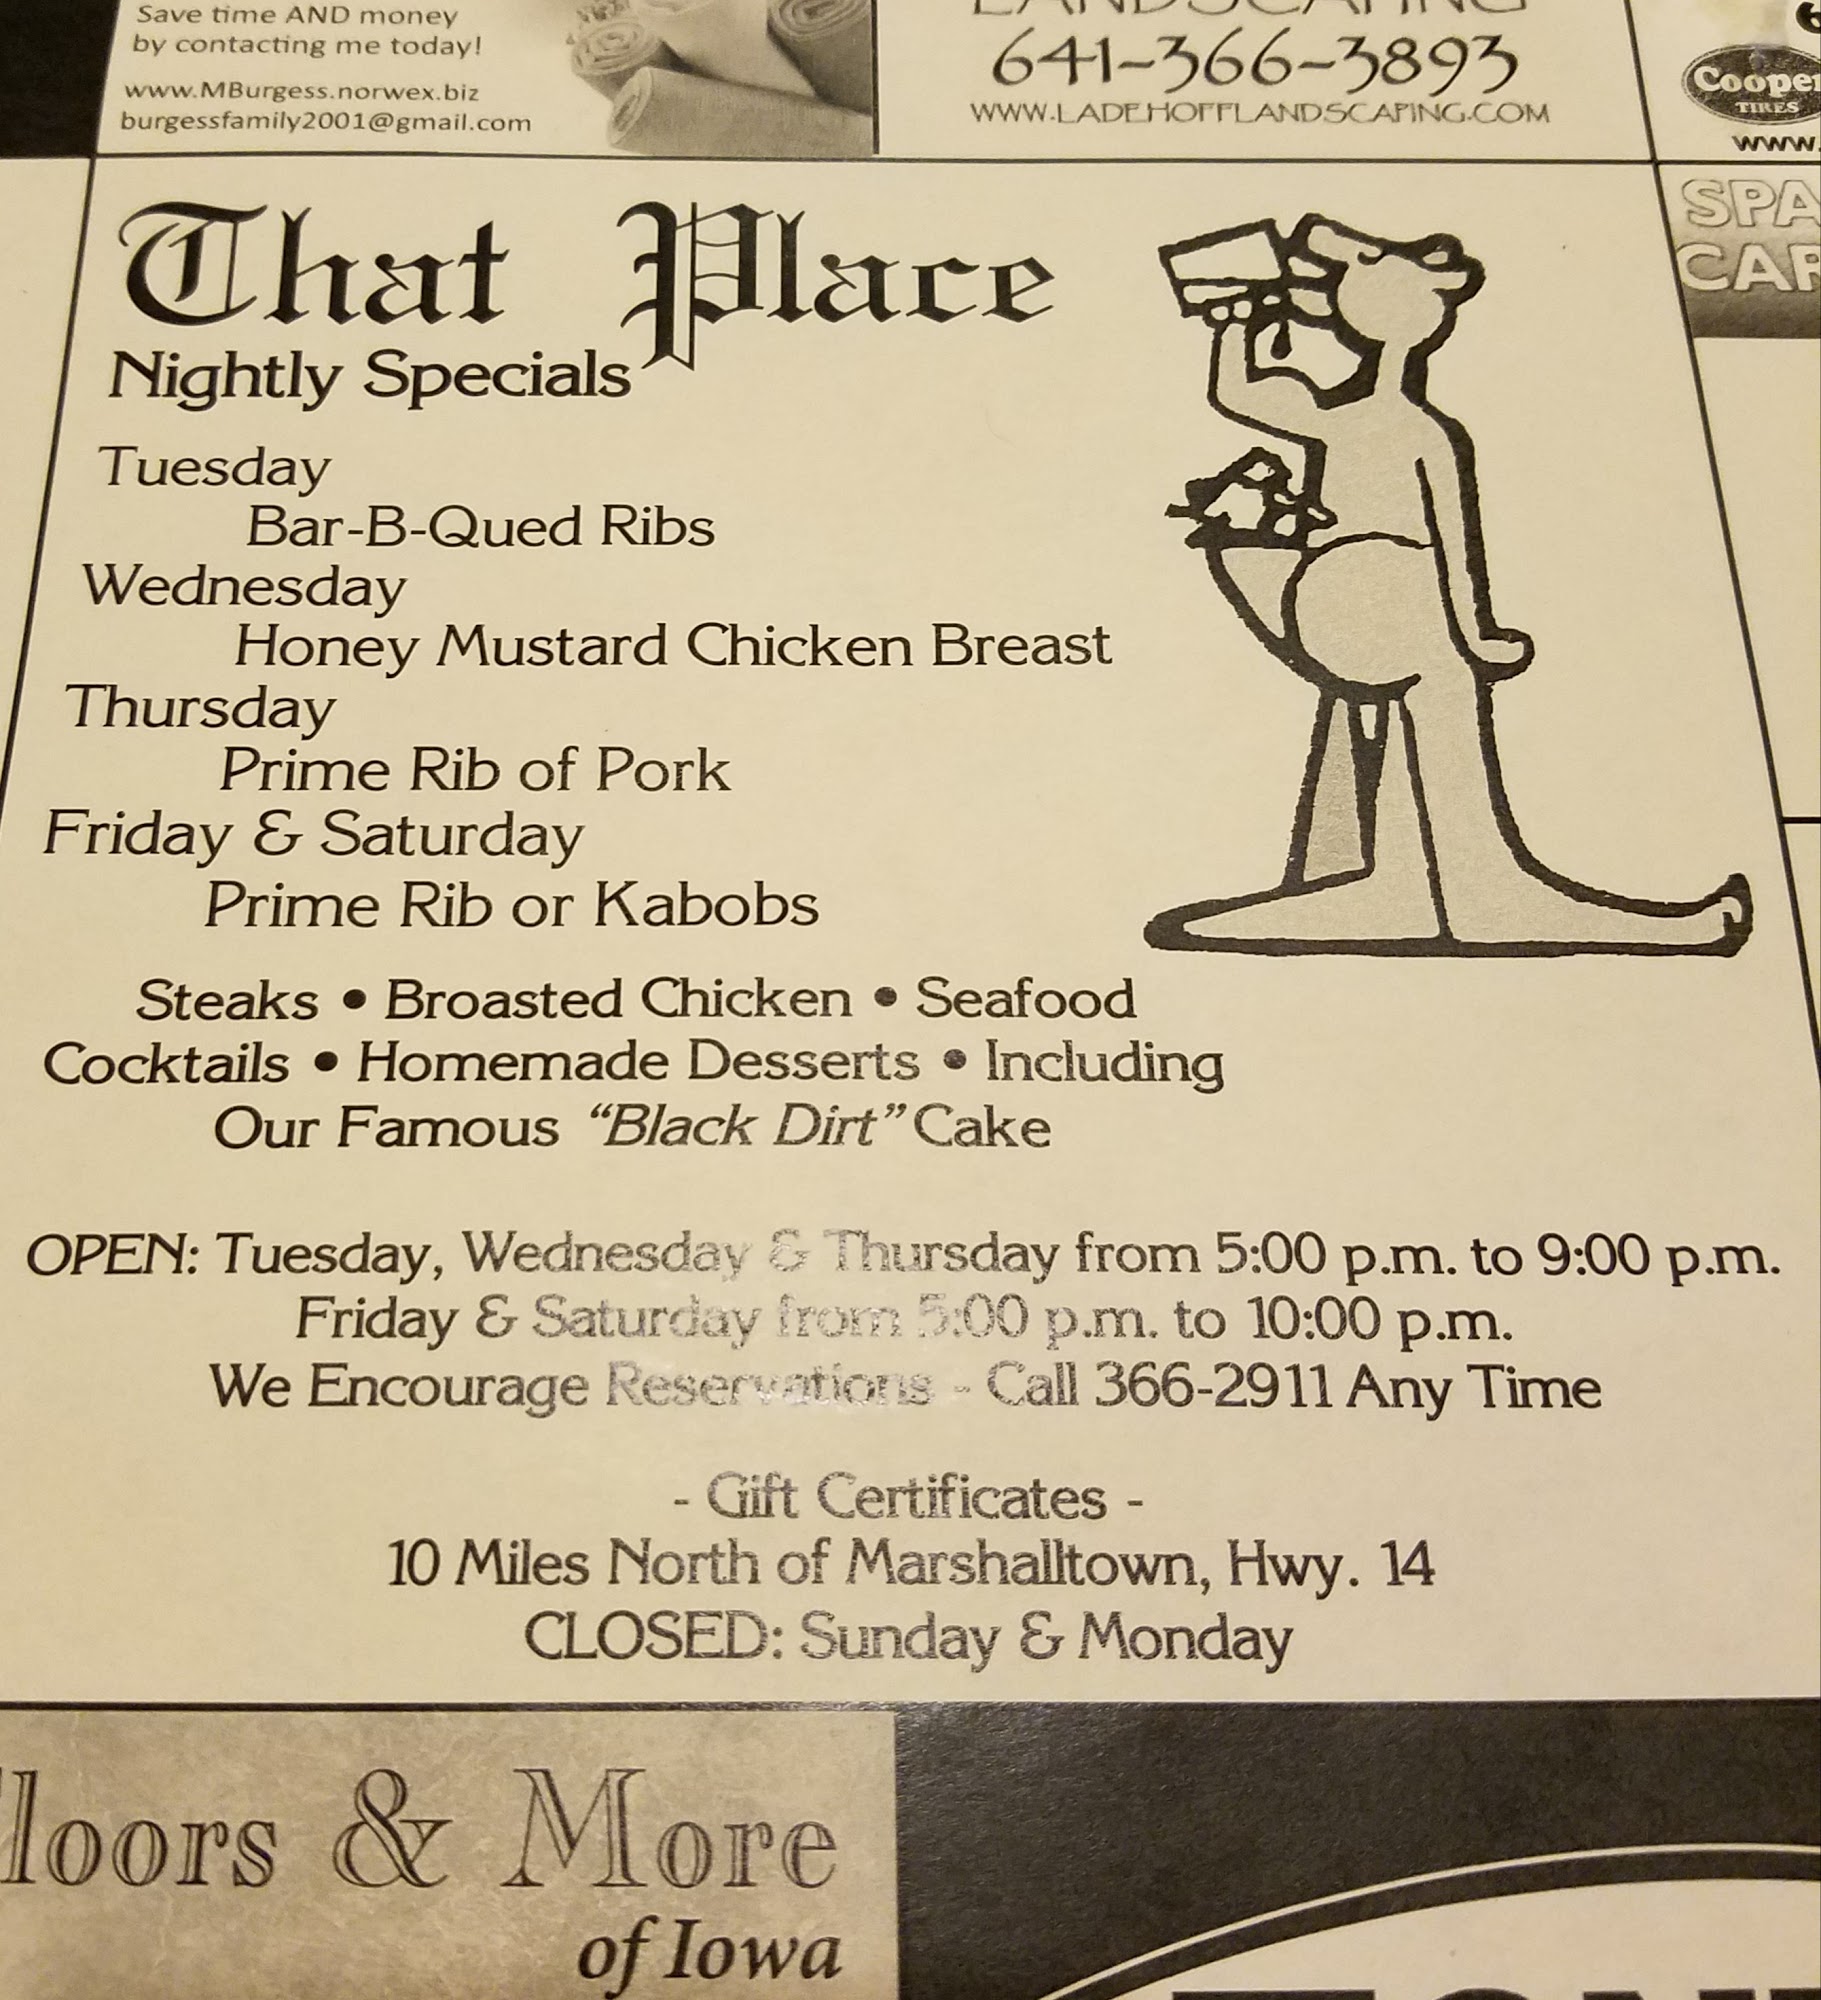 Save time AND money
by contacting me today!
www.MBurgess.norwex.biz
burgessfamily2001@gmail.com
LANDSCAPING
641-366-3893
WWW.LADEHOFFLANDSCAPING.COM
Cooper
TIRES
www.
SPA
CAR
That Place
Nightly Specials
Tuesday
Bar-B-Qued Ribs
Wednesday
Honey Mustard Chicken Breast
Thursday
Prime Rib of Pork
Friday & Saturday
Prime Rib or Kabobs
Steaks • Broasted Chicken • Seafood
Cocktails • Homemade Desserts • Including
Our Famous “Black Dirt” Cake
OPEN: Tuesday, Wednesday & Thursday from 5:00 p.m. to 9:00 p.m.
Friday & Saturday from 5:00 p.m. to 10:00 p.m.
We Encourage Reservations - Call 366-2911 Any Time
- Gift Certificates -
10 Miles North of Marshalltown, Hwy. 14
CLOSED: Sunday & Monday
loors & More
of Iowa